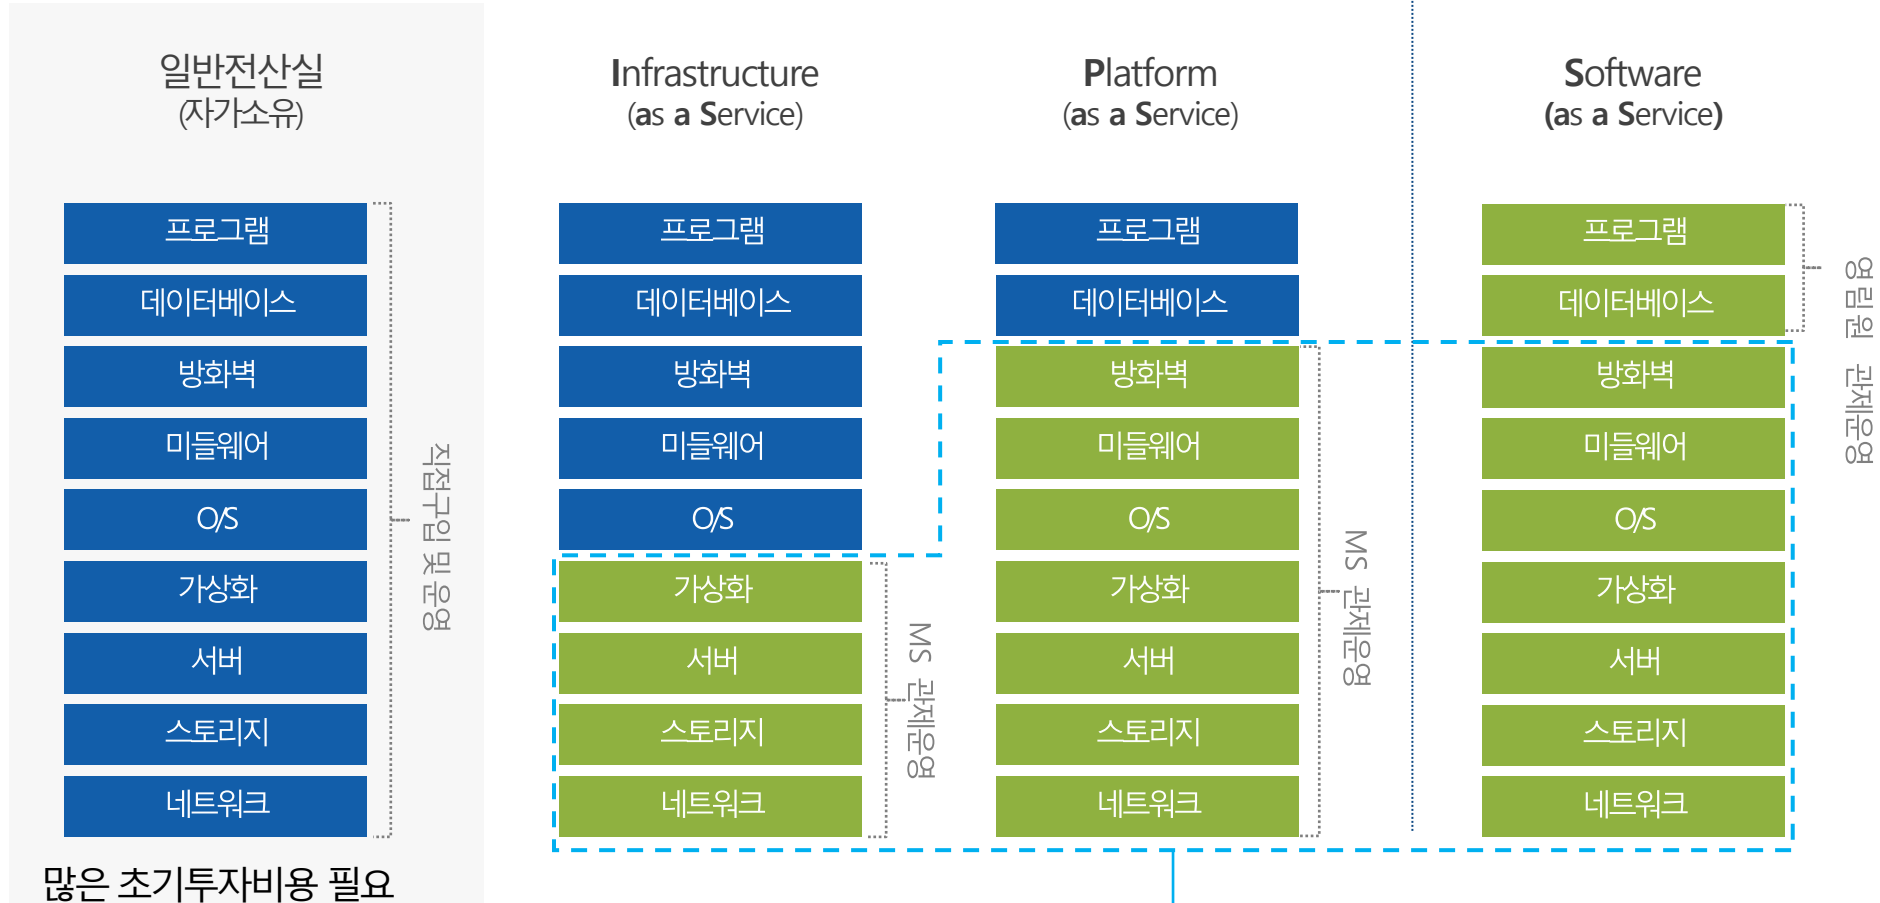 일반전산실
(자가소유)
프로그램
데이터베이스
방화벽
미들웨어
O/S
가상화
서버
스토리지
네트워크
직접구입 및 운영
많은 초기투자비용 필요
Infrastructure
(as a Service)
프로그램
데이터베이스
방화벽
미들웨어
O/S
가상화
서버
스토리지
네트워크
MS 관제운영
Platform
(as a Service)
프로그램
데이터베이스
방화벽
미들웨어
O/S
가상화
서버
스토리지
네트워크
MS 관제운영
Software
(as a Service)
프로그램
데이터베이스
방화벽
미들웨어
O/S
가상화
서버
스토리지
네트워크
영림원 관제운영